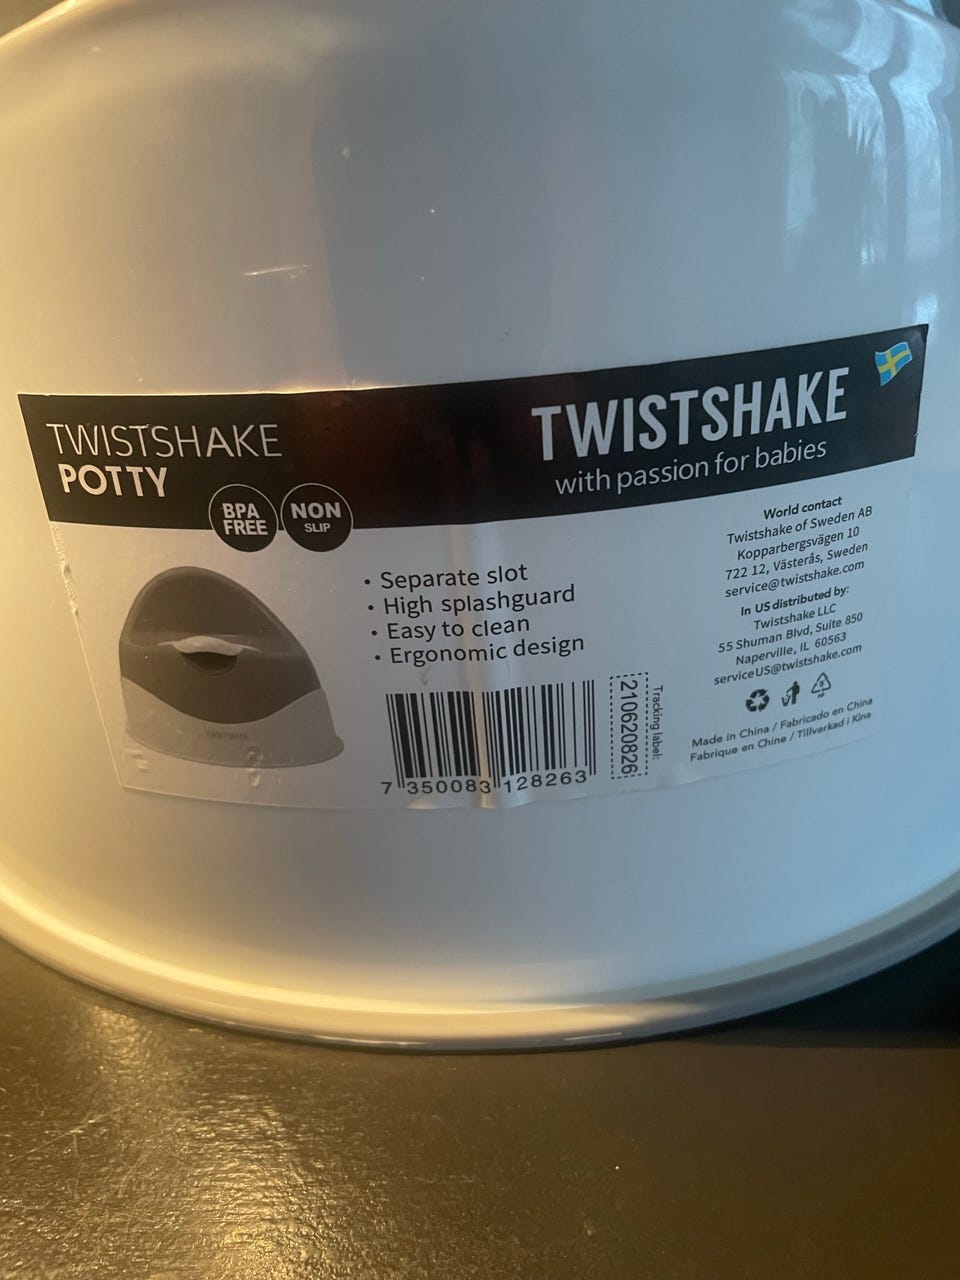 TWISTSHAKE
POTTY
BPA
FREE
NON
SLIP
TWISTSHAKE
with passion for babies
• Separate slot
• High splashguard
• Easy to clean
• Ergonomic design
7 350083 128263
Tracking label:
210620826
World contact
Twistshake of Sweden AB
Kopparbergsvägen 10
722 12, Västerås, Sweden
service@twistshake.com
In US distributed by:
Twistshake LLC
55 Shuman Blvd, Suite 850
Naperville, IL 60563
serviceUS@twistshake.com
5
PP
Made in China / Fabricado en China
Fabrique en Chine / Tillverkad i Kina